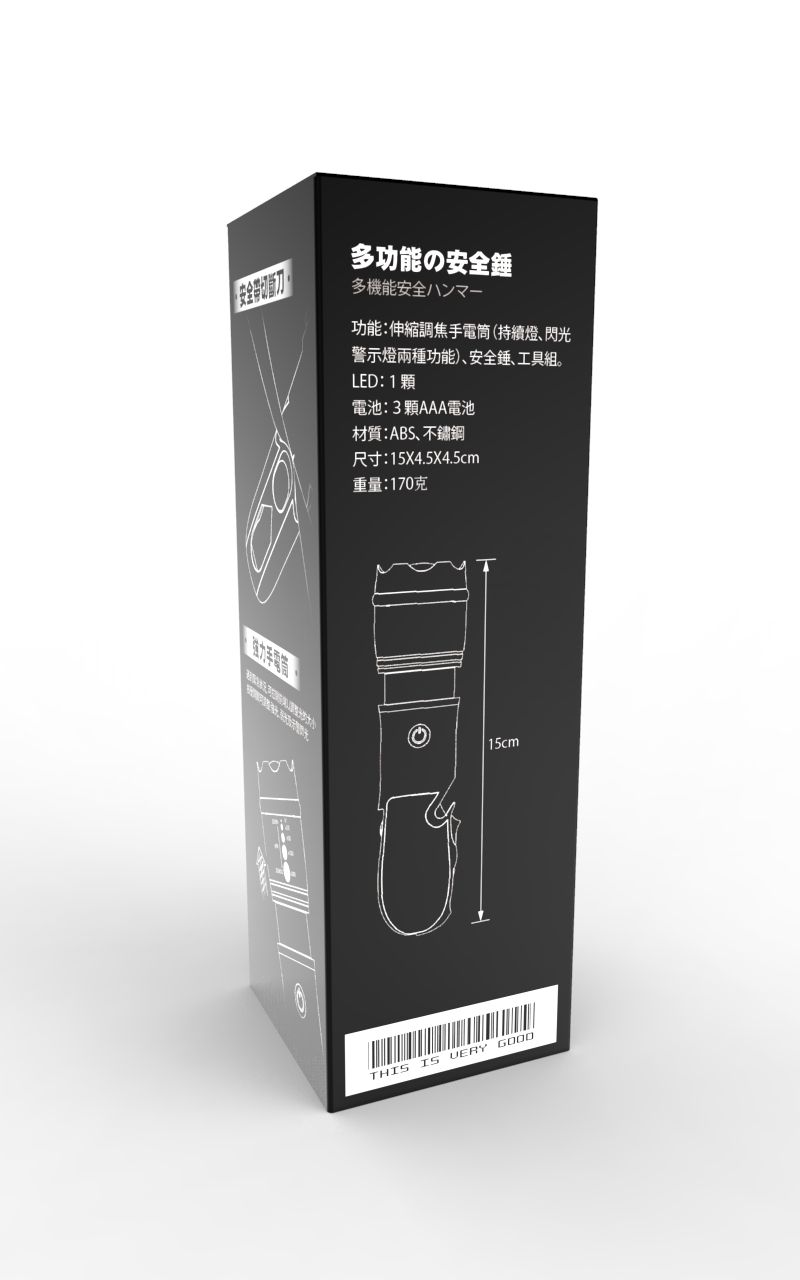 多功能の安全錘
多機能安全ハンマー
功能：伸縮調焦手電筒（持續燈、閃光
警示燈兩種功能）、安全錘、工具組。
LED：1 顆
電池：3 顆AAA電池
材質：ABS、不鏽鋼
尺寸：15X4.5X4.5cm
重量：170克
15cm
THIS IS VERY GOOD
安全帶切斷刀
強力手電筒